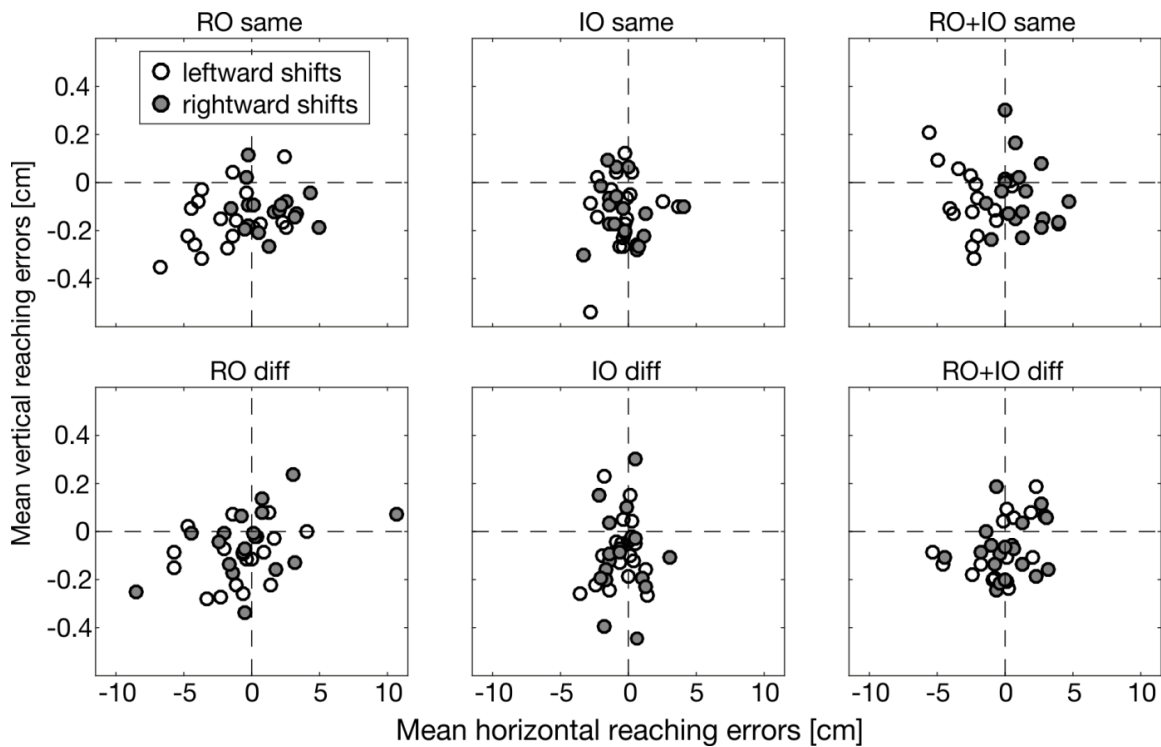 RO same
IO same
RO+IO same
leftward shifts
rightward shifts
0.4
0.2
0
-0.2
-0.4
RO diff
IO diff
RO+IO diff
0.4
0.2
0
-0.2
-0.4
-10 -5 0 5 10
-10 -5 0 5 10
-10 -5 0 5 10
Mean vertical reaching errors [cm]
Mean horizontal reaching errors [cm]